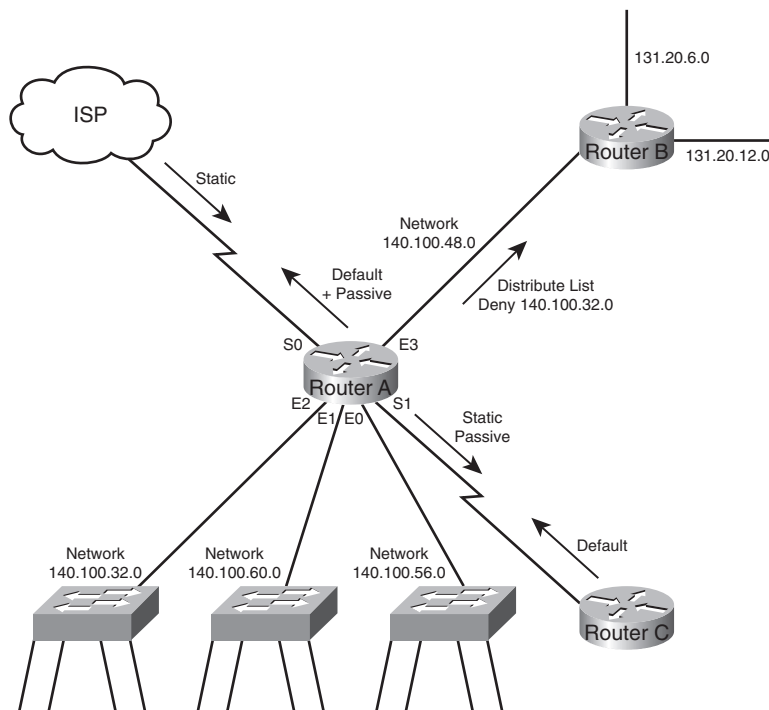 131.20.6.0
ISP
Router B
131.20.12.0
Static
Network
140.100.48.0
Default
+ Passive
Distribute List
Deny 140.100.32.0
S0
E3
Router A
E2
E1
E0
S1
Static
Passive
Network
140.100.32.0
Network
140.100.60.0
Network
140.100.56.0
Default
Router C